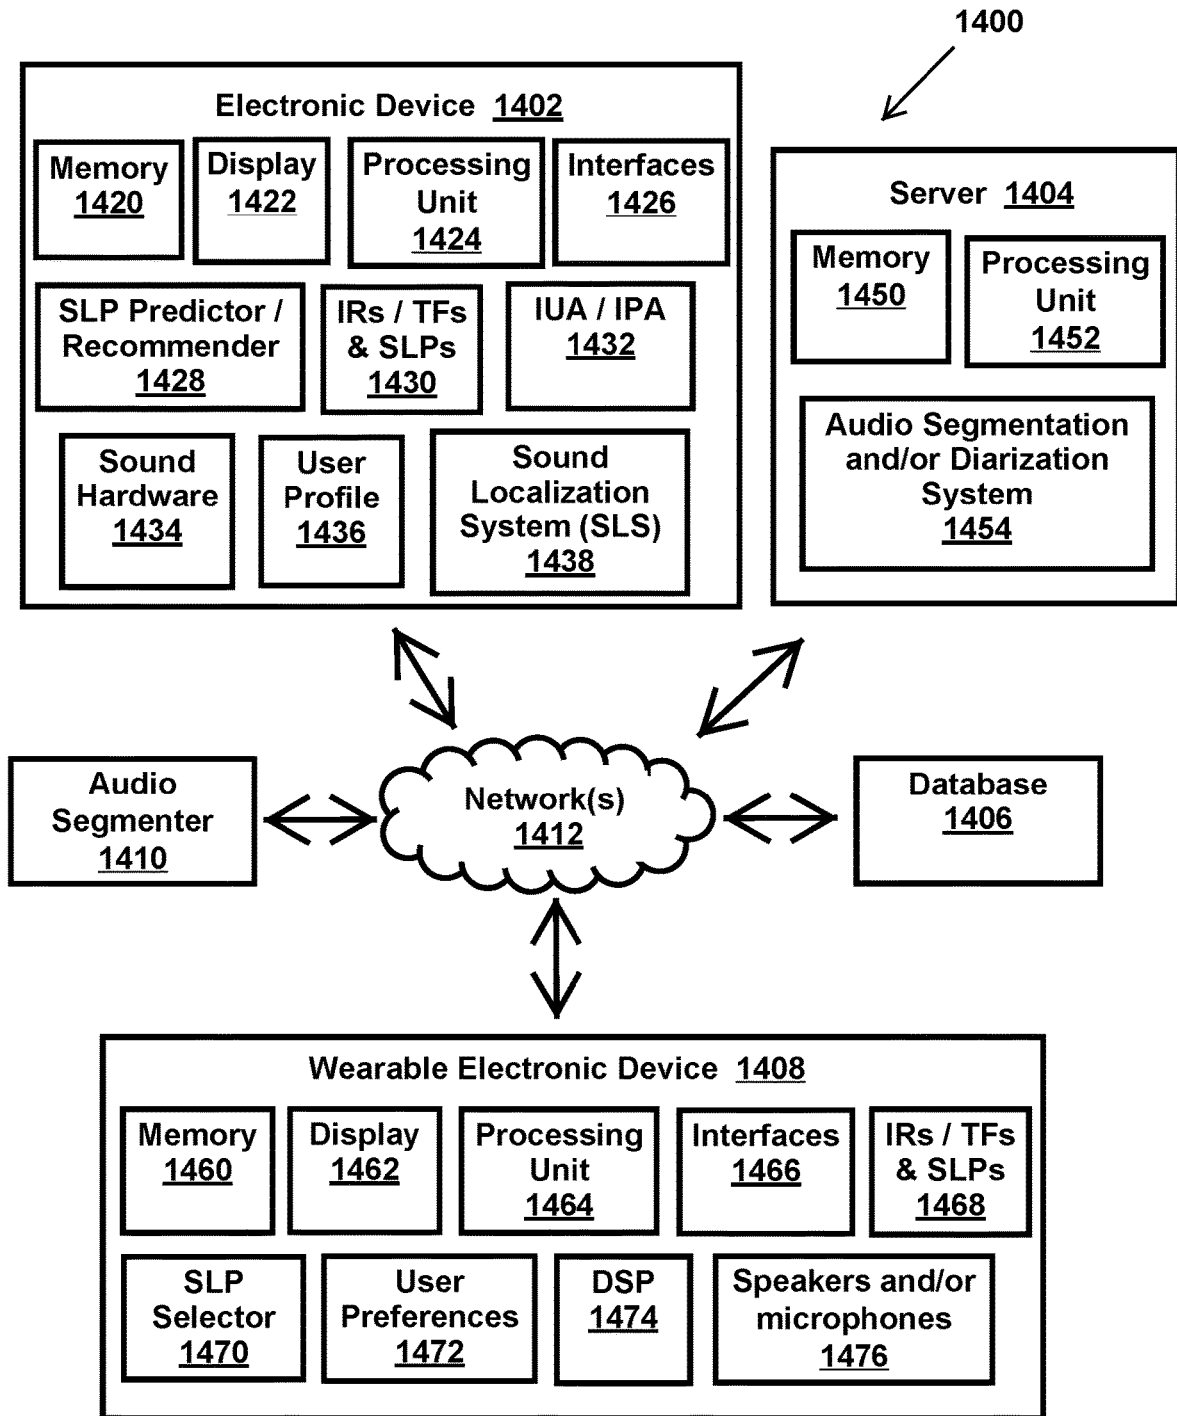 1400
Electronic Device 1402
Memory
1420
Display
1422
Processing
Unit
1424
Interfaces
1426
SLP Predictor /
Recommender
1428
IRs / TFs
& SLPs
1430
IUA / IPA
1432
Sound
Hardware
1434
User
Profile
1436
Sound
Localization
System (SLS)
1438
Server 1404
Memory
1450
Processing
Unit
1452
Audio Segmentation
and/or Diarization
System
1454
Audio
Segmenter
1410
Network(s)
1412
Database
1406
Wearable Electronic Device 1408
Memory
1460
Display
1462
Processing
Unit
1464
Interfaces
1466
IRs / TFs
& SLPs
1468
SLP
Selector
1470
User
Preferences
1472
DSP
1474
Speakers and/or
microphones
1476